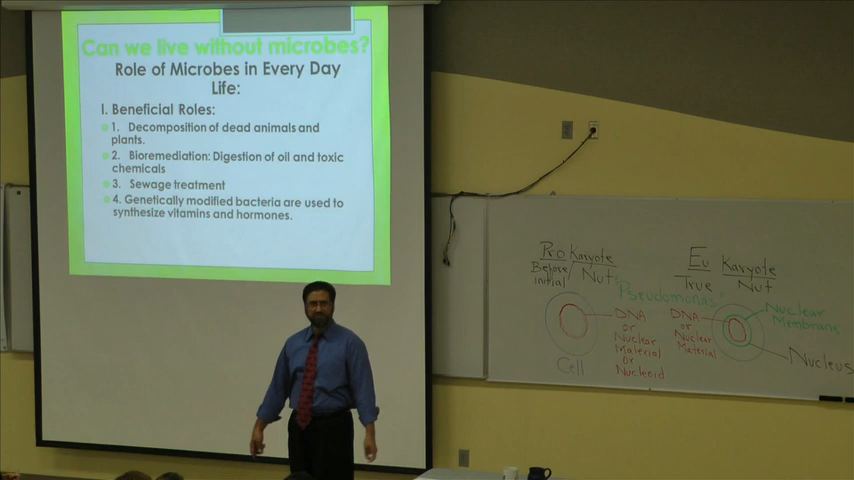 Can we live without microbes?
Role of Microbes in Every Day
Life:
I. Beneficial Roles:
1. Decomposition of dead animals and
plants.
2. Bioremediation: Digestion of oil and toxic
chemicals
3. Sewage treatment
4. Genetically modified bacteria are used to
synthesize vitamins and hormones.
Pro Karyote
Before/ Nut
initial
"Pseudomonas"
DNA
or
Nuclear
Material
or
Nucleoid
Cell
Eu Karyote
True Nut
DNA
or
Nuclear
Material
Nuclear
Membrane
Nucleus